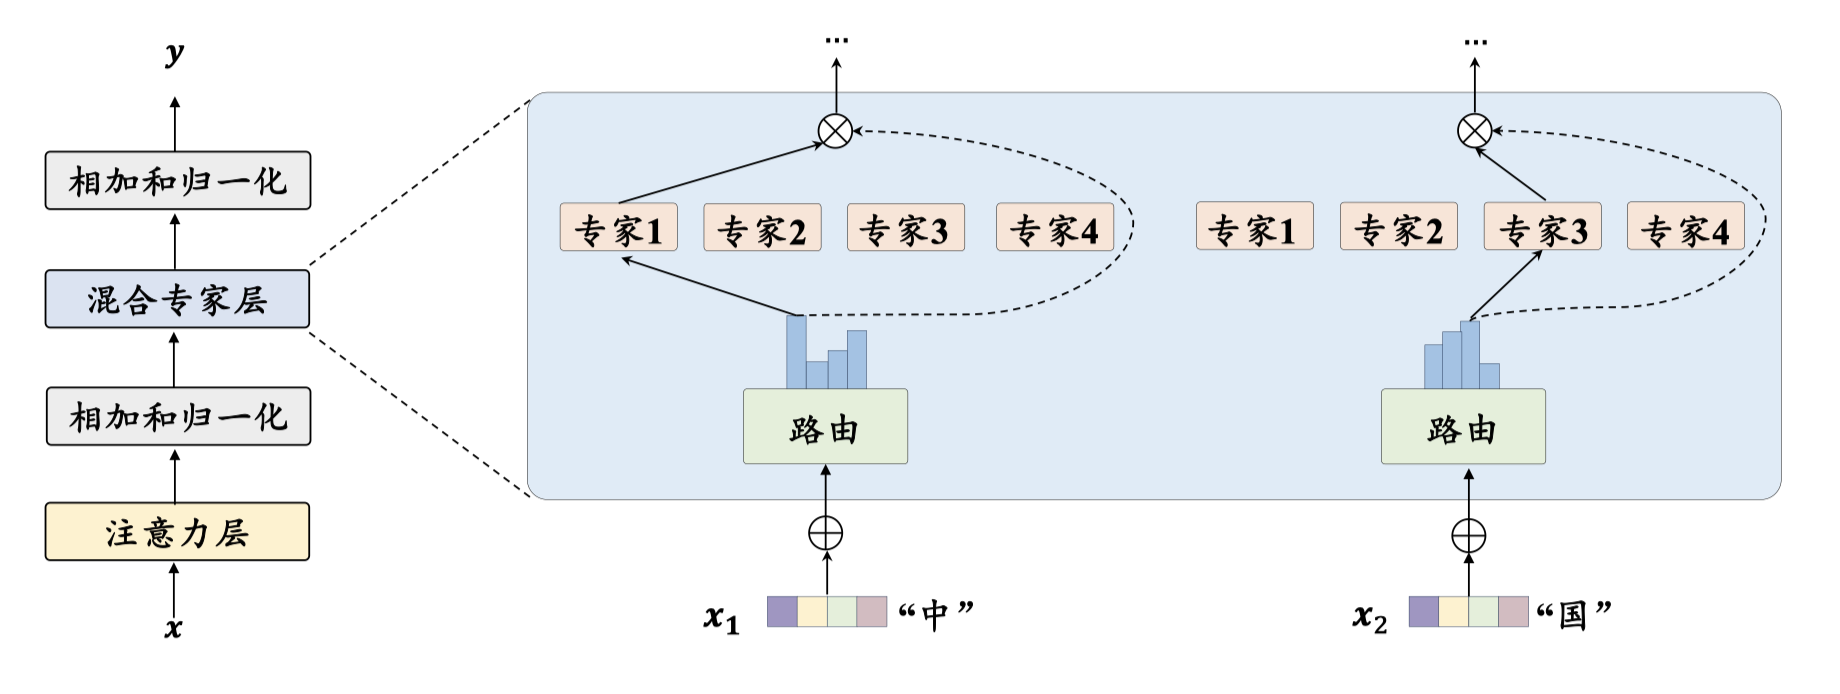 y
相加和归一化
混合专家层
相加和归一化
注意力层
x
...
专家1 专家2 专家3 专家4
路由
x₁ “中”
...
专家1 专家2 专家3 专家4
路由
x₂ “国”